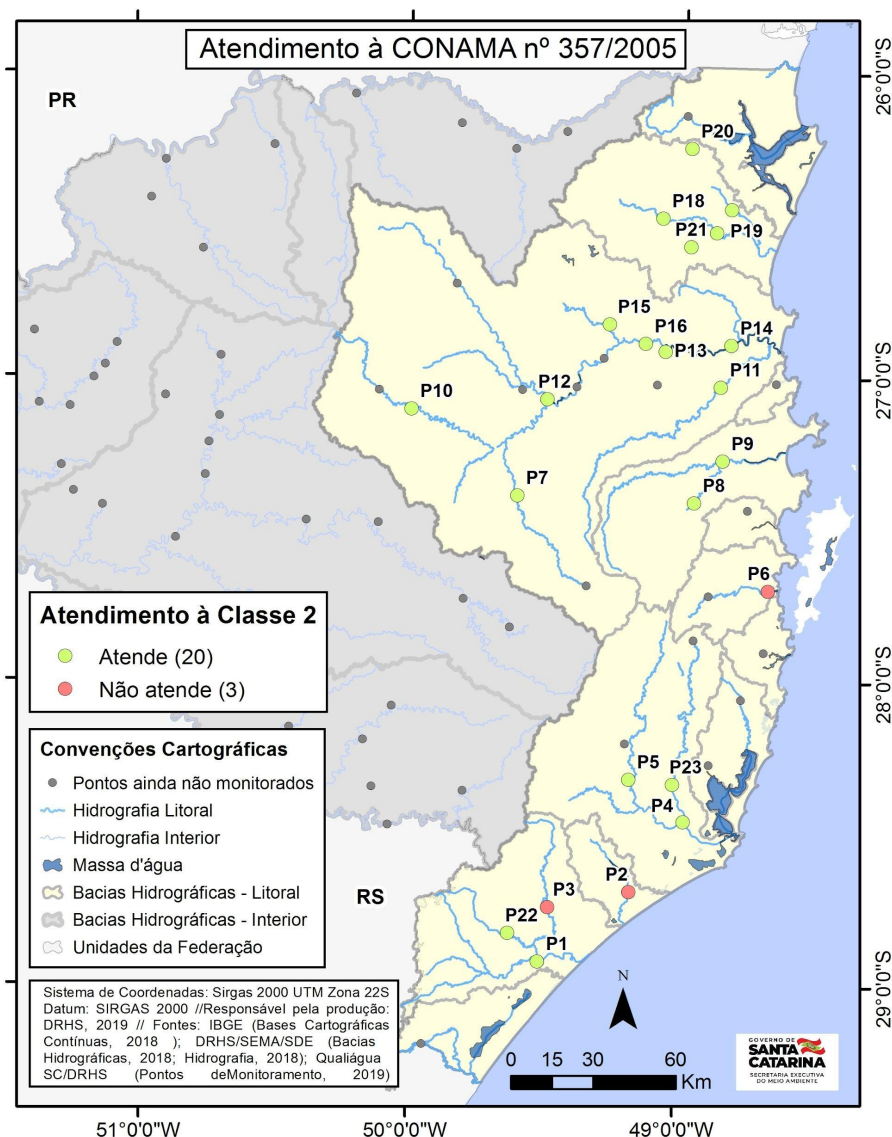 Atendimento à CONAMA nº 357/2005
PR
26°0'0"S
P20
P18
P19
P21
P15
P16
P14
P13
P11
27°0'0"S
P10
P12
P9
P7
P8
P6
Atendimento à Classe 2
Atende (20)
Não atende (3)
28°0'0"S
Convenções Cartográficas
Pontos ainda não monitorados
Hidrografia Litoral
Hidrografia Interior
Massa d'água
Bacias Hidrográficas - Litoral
Bacias Hidrográficas - Interior
Unidades da Federação
P5
P23
P4
RS
P3
P2
P22
P1
29°0'0"S
Sistema de Coordenadas: Sirgas 2000 UTM Zona 22S
Datum: SIRGAS 2000 //Responsável pela produção:
DRHS, 2019 // Fontes: IBGE (Bases Cartográficas
Contínuas, 2018 ); DRHS/SEMA/SDE (Bacias
Hidrográficas, 2018; Hidrografia, 2018); Qualiágua
SC/DRHS (Pontos deMonitoramento, 2019)
N
0 15 30 60
Km
GOVERNO DE
SANTA
CATARINA
SECRETARIA EXECUTIVA
DO MEIO AMBIENTE
51°0'0"W
50°0'0"W
49°0'0"W